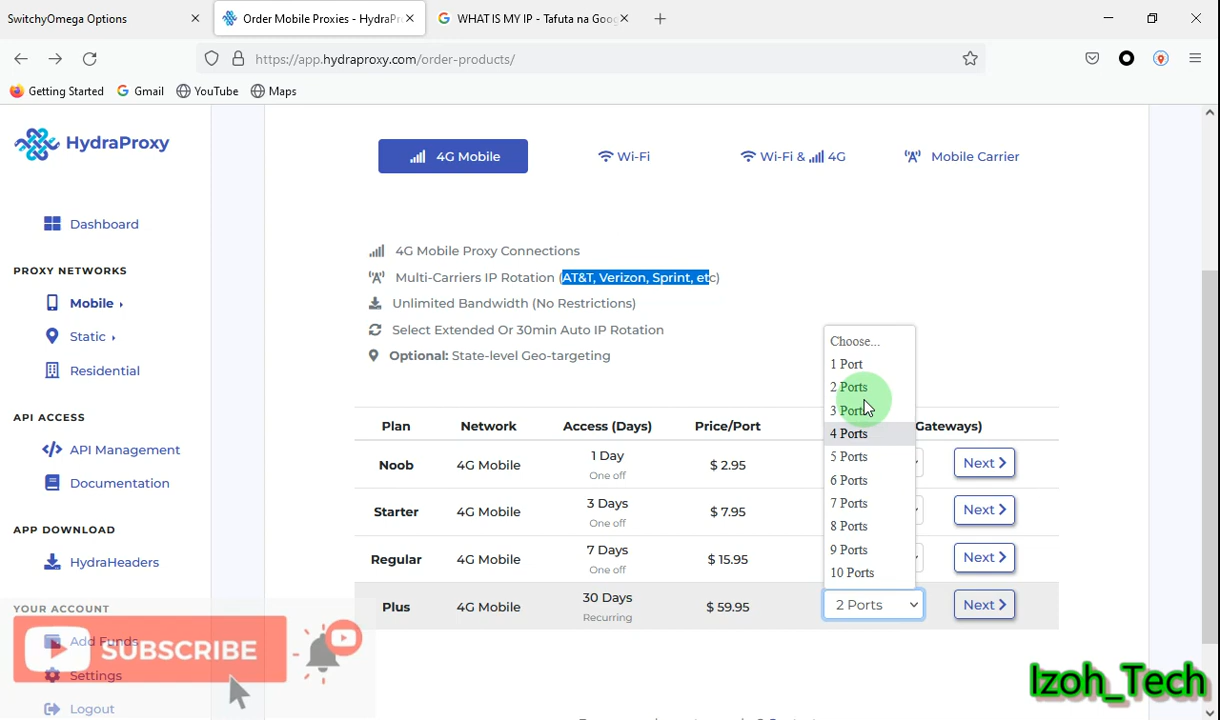 SwitchyOmega Options
Order Mobile Proxies - HydraPr
WHAT IS MY IP - Tafuta na Goog
https://app.hydraproxy.com/order-products/
Getting Started
Gmail
YouTube
Maps
HydraProxy
4G Mobile
Wi-Fi
Wi-Fi & 4G
Mobile Carrier
Dashboard
PROXY NETWORKS
Mobile
Static
Residential
API ACCESS
API Management
Documentation
APP DOWNLOAD
HydraHeaders
YOUR ACCOUNT
Add Funds
Settings
Logout
4G Mobile Proxy Connections
Multi-Carriers IP Rotation (AT&T, Verizon, Sprint, etc)
Unlimited Bandwidth (No Restrictions)
Select Extended Or 30min Auto IP Rotation
Optional: State-level Geo-targeting
Plan Network Access (Days) Price/Port Gateways)
Noob 4G Mobile 1 Day One off $ 2.95 Next
Starter 4G Mobile 3 Days One off $ 7.95 Next
Regular 4G Mobile 7 Days One off $ 15.95 Next
Plus 4G Mobile 30 Days Recurring $ 59.95 2 Ports Next
Choose...
1 Port
2 Ports
3 Ports
4 Ports
5 Ports
6 Ports
7 Ports
8 Ports
9 Ports
10 Ports
SUBSCRIBE
Izoh_Tech